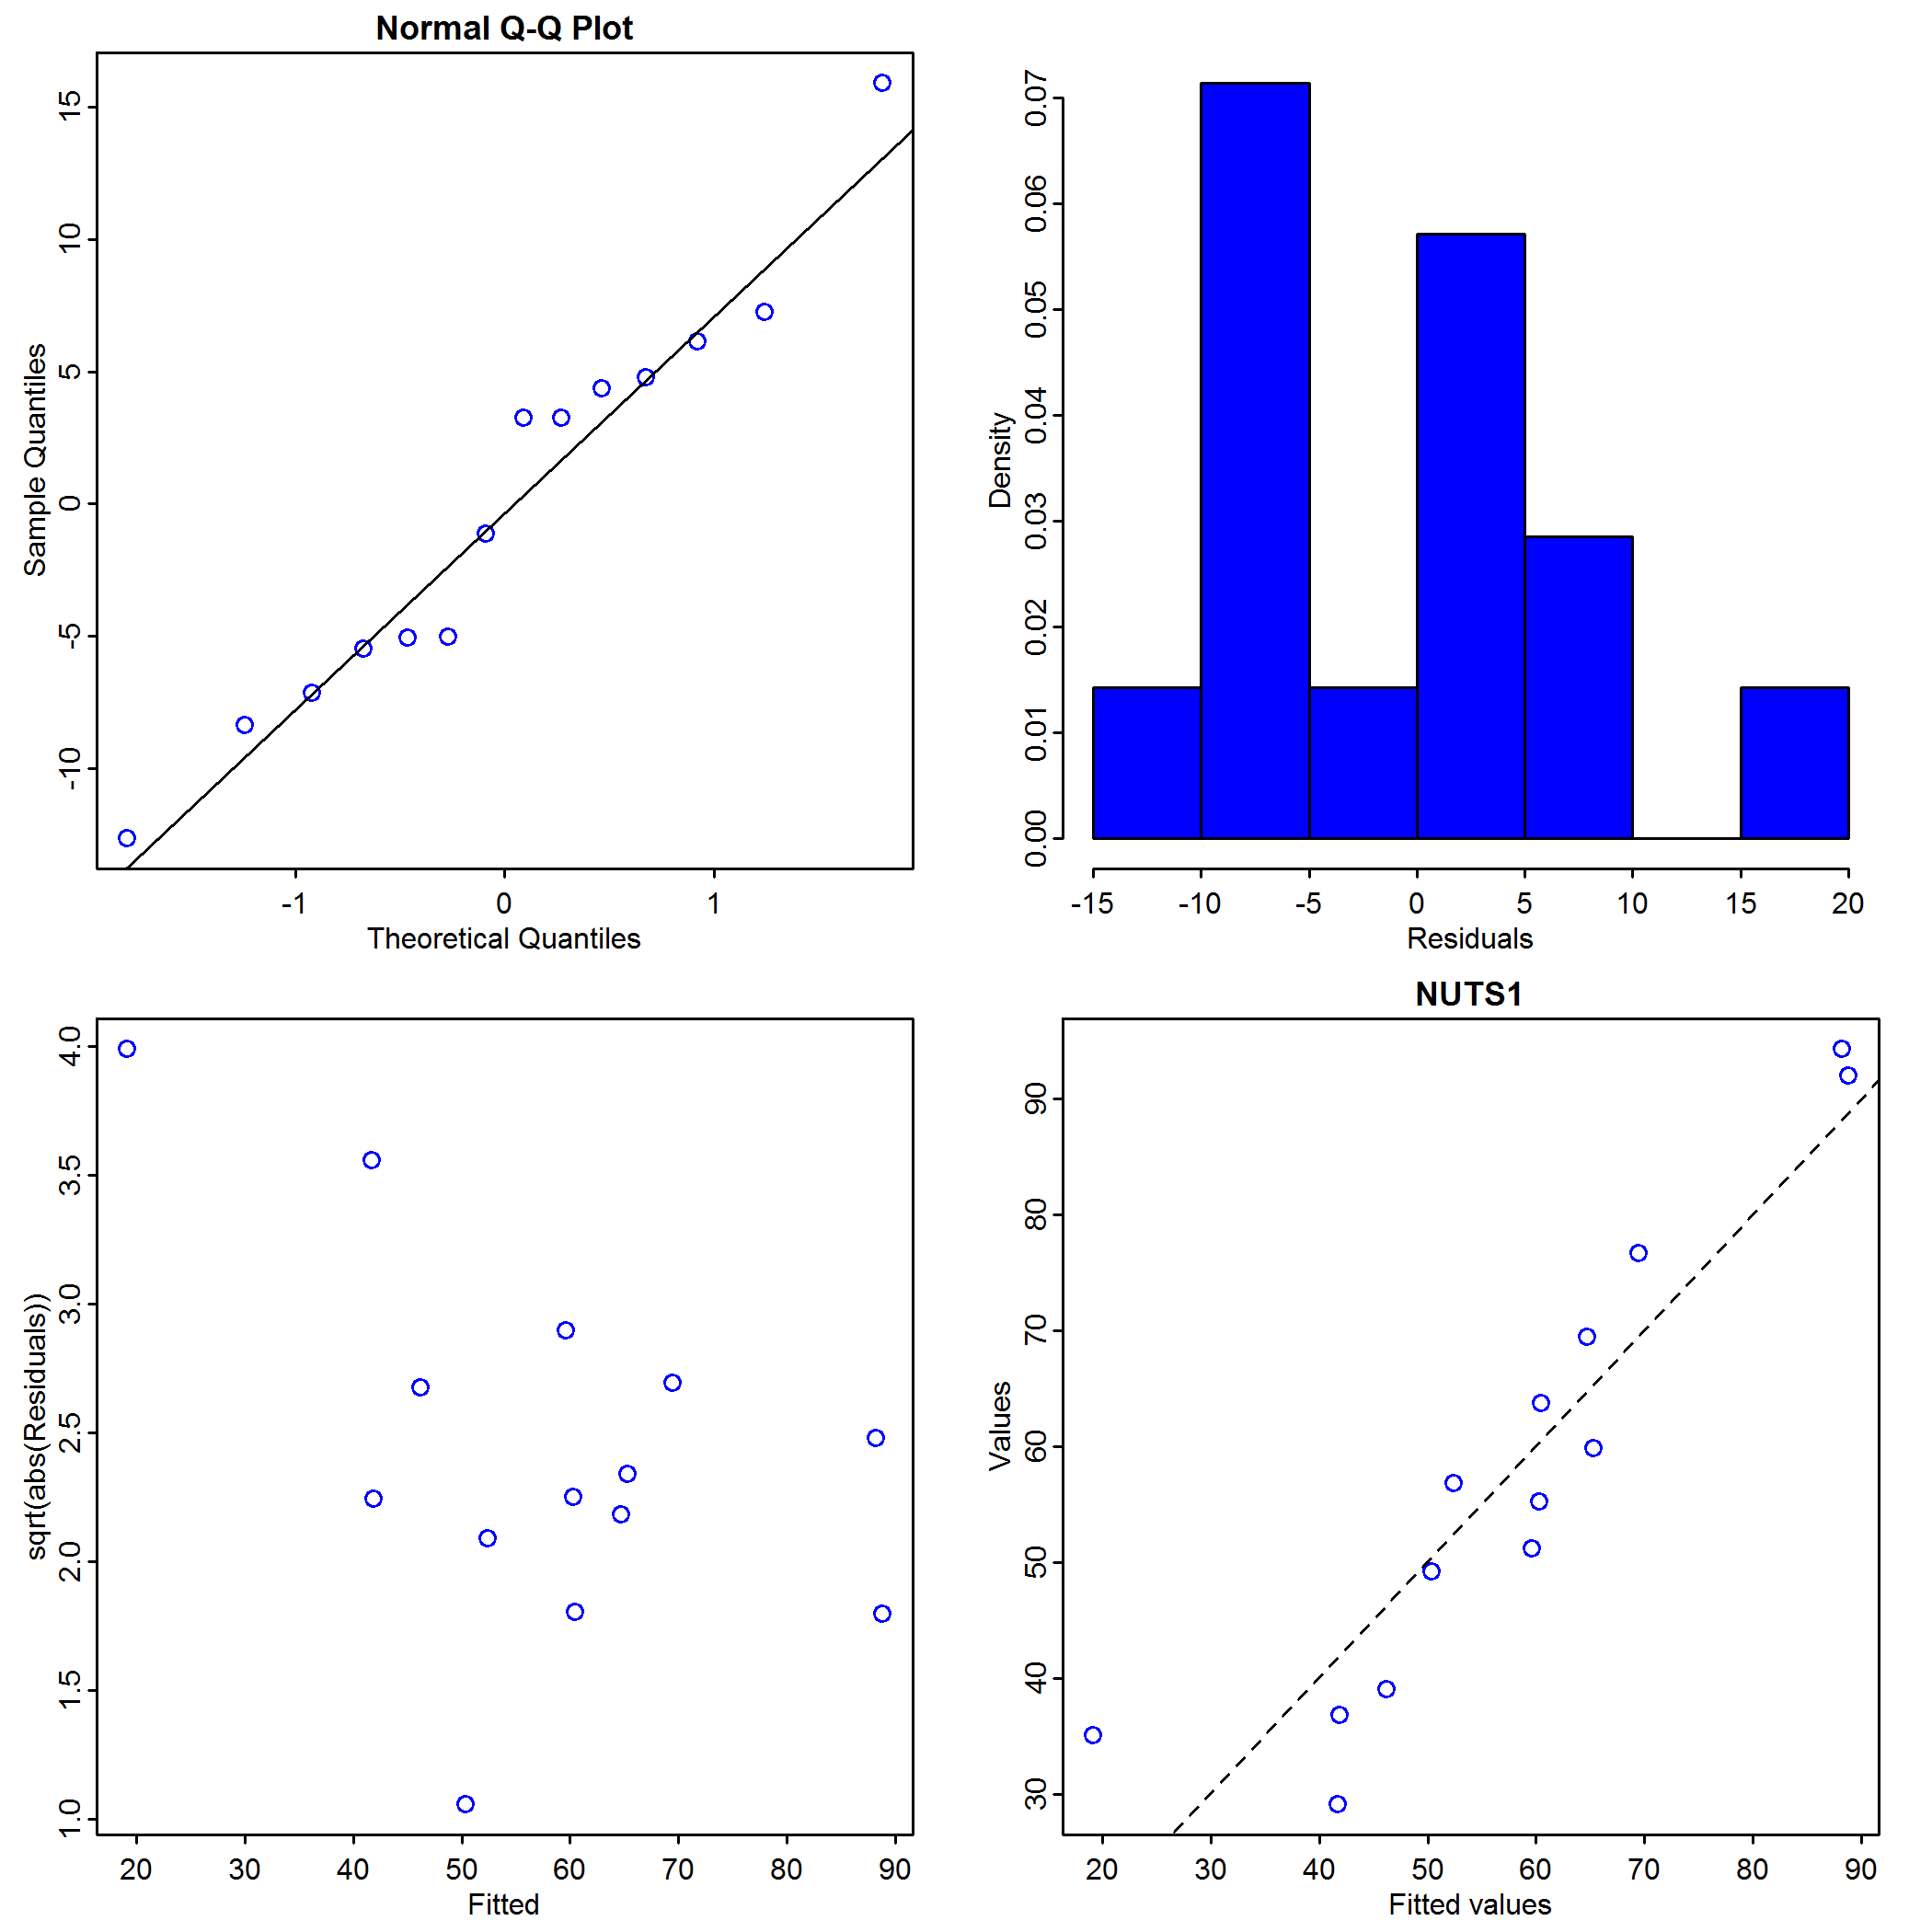 Normal Q-Q Plot
15
10
5
0
-5
-10
Sample Quantiles
-1 0 1
Theoretical Quantiles
0.07
0.06
0.05
0.04
0.03
0.02
0.01
0.00
Density
-15 -10 -5 0 5 10 15 20
Residuals
4.0
3.5
3.0
2.5
2.0
1.5
1.0
sqrt(abs(Residuals))
20 30 40 50 60 70 80 90
Fitted
NUTS1
90
80
70
60
50
40
30
Values
20 30 40 50 60 70 80 90
Fitted values